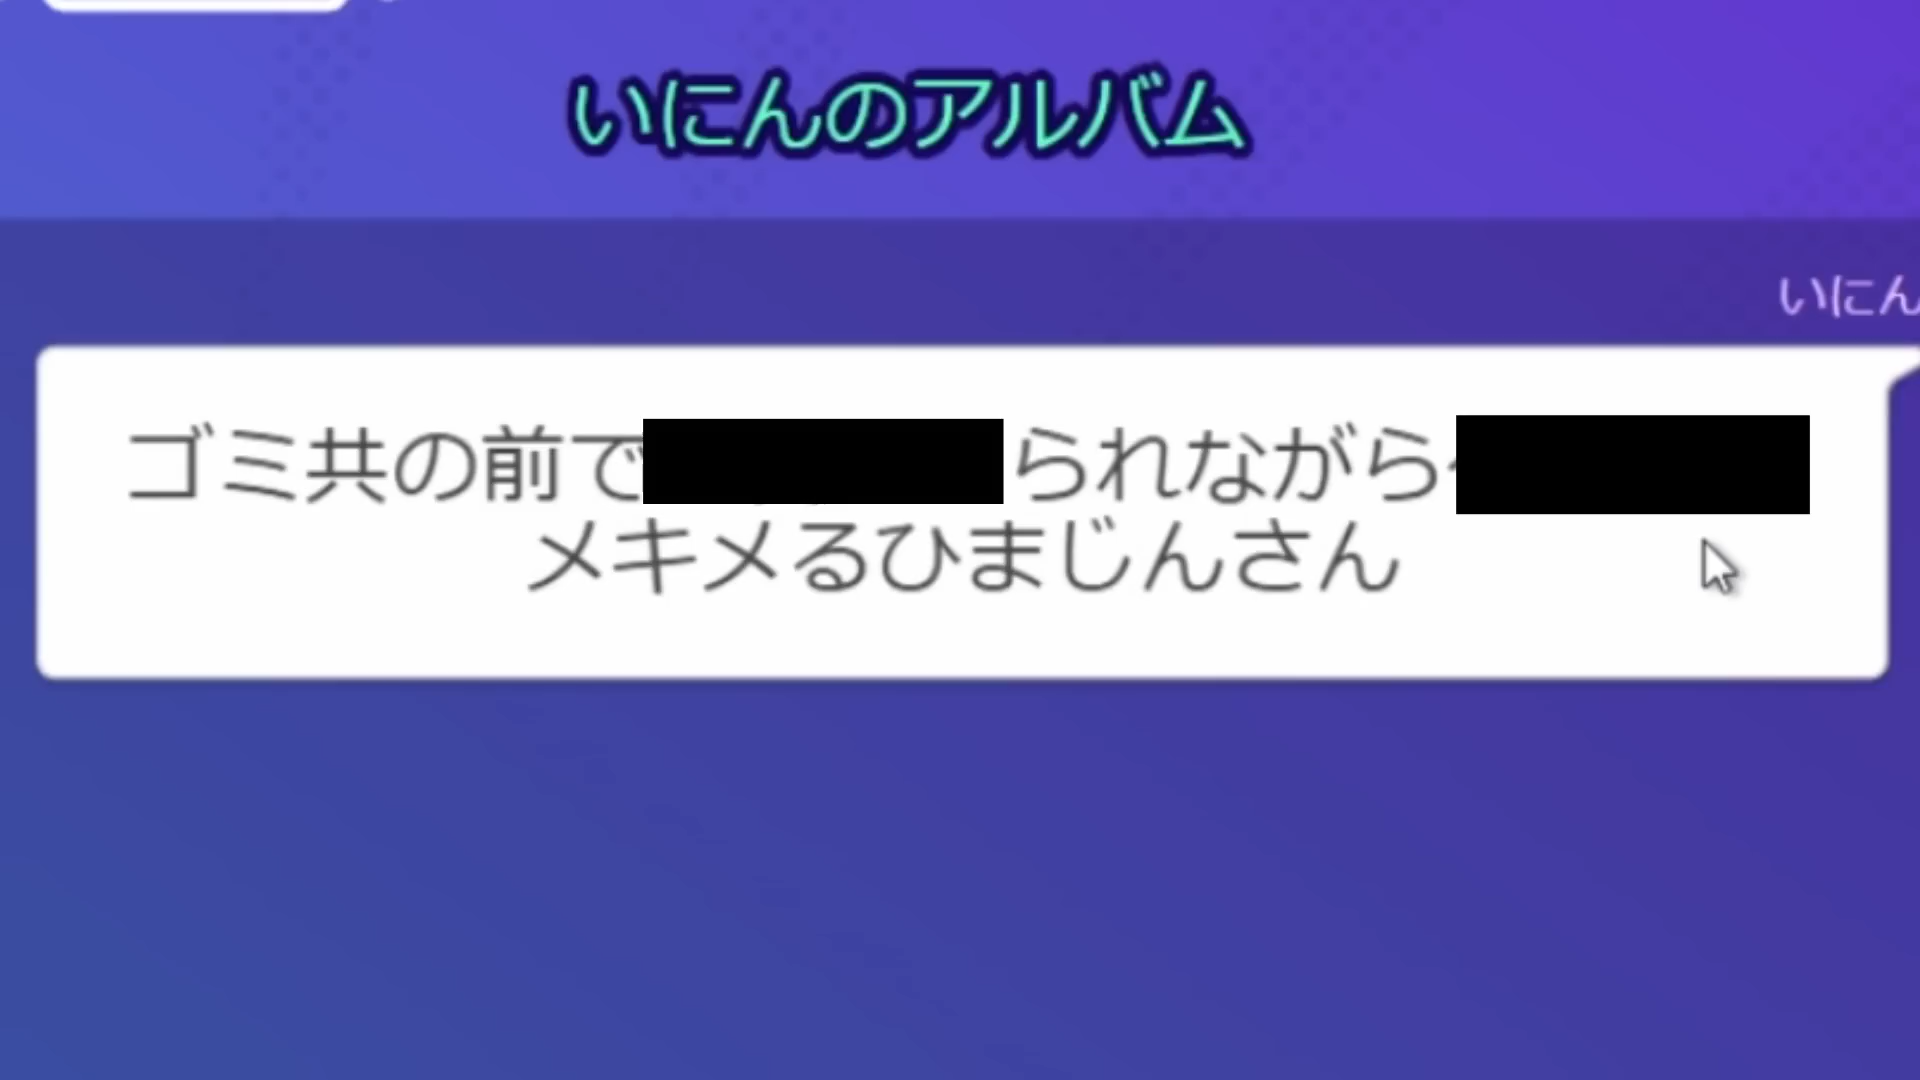 いにんのアルバム
いにん
ゴミ共の前で られながら
メキメるひまじんさん